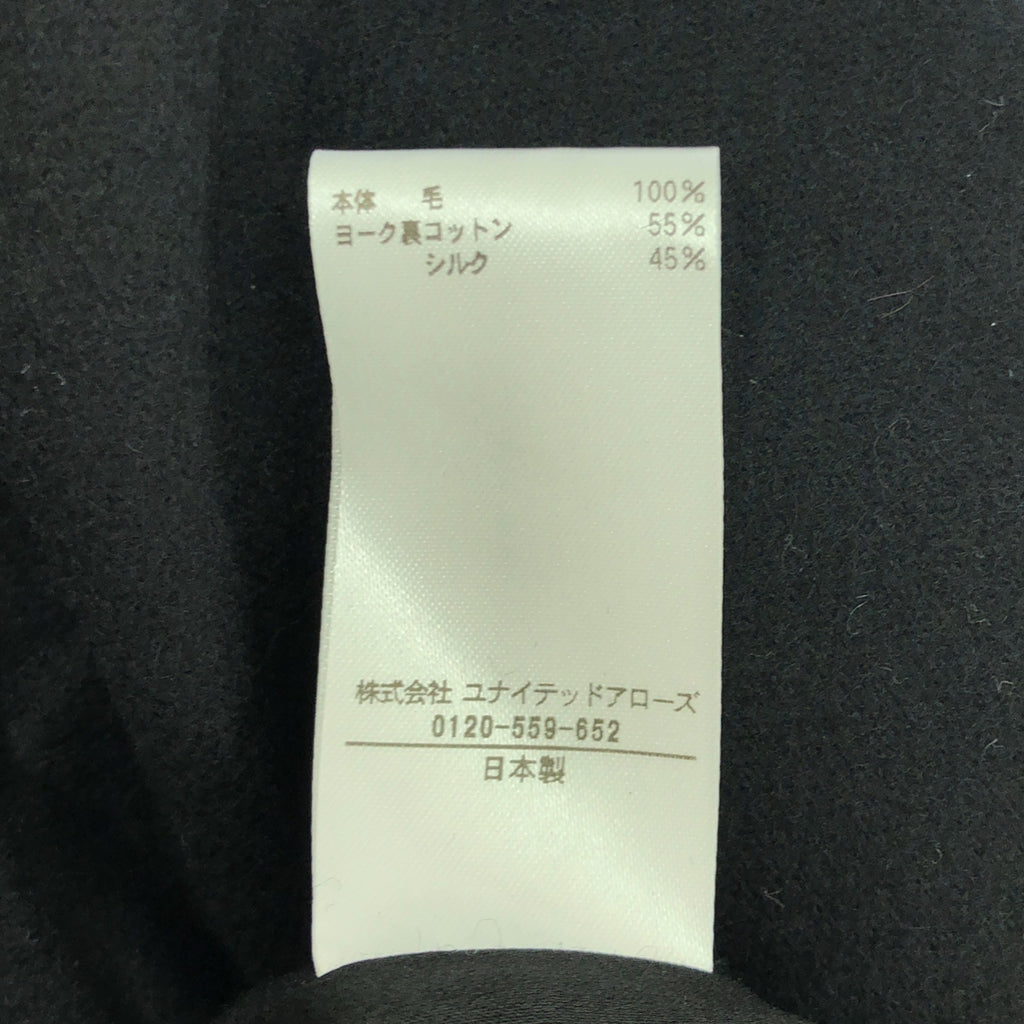 本体 毛 100%
ヨーク裏コットン 55%
シルク 45%
株式会社 ユナイテッドアローズ
0120-559-652
日本製